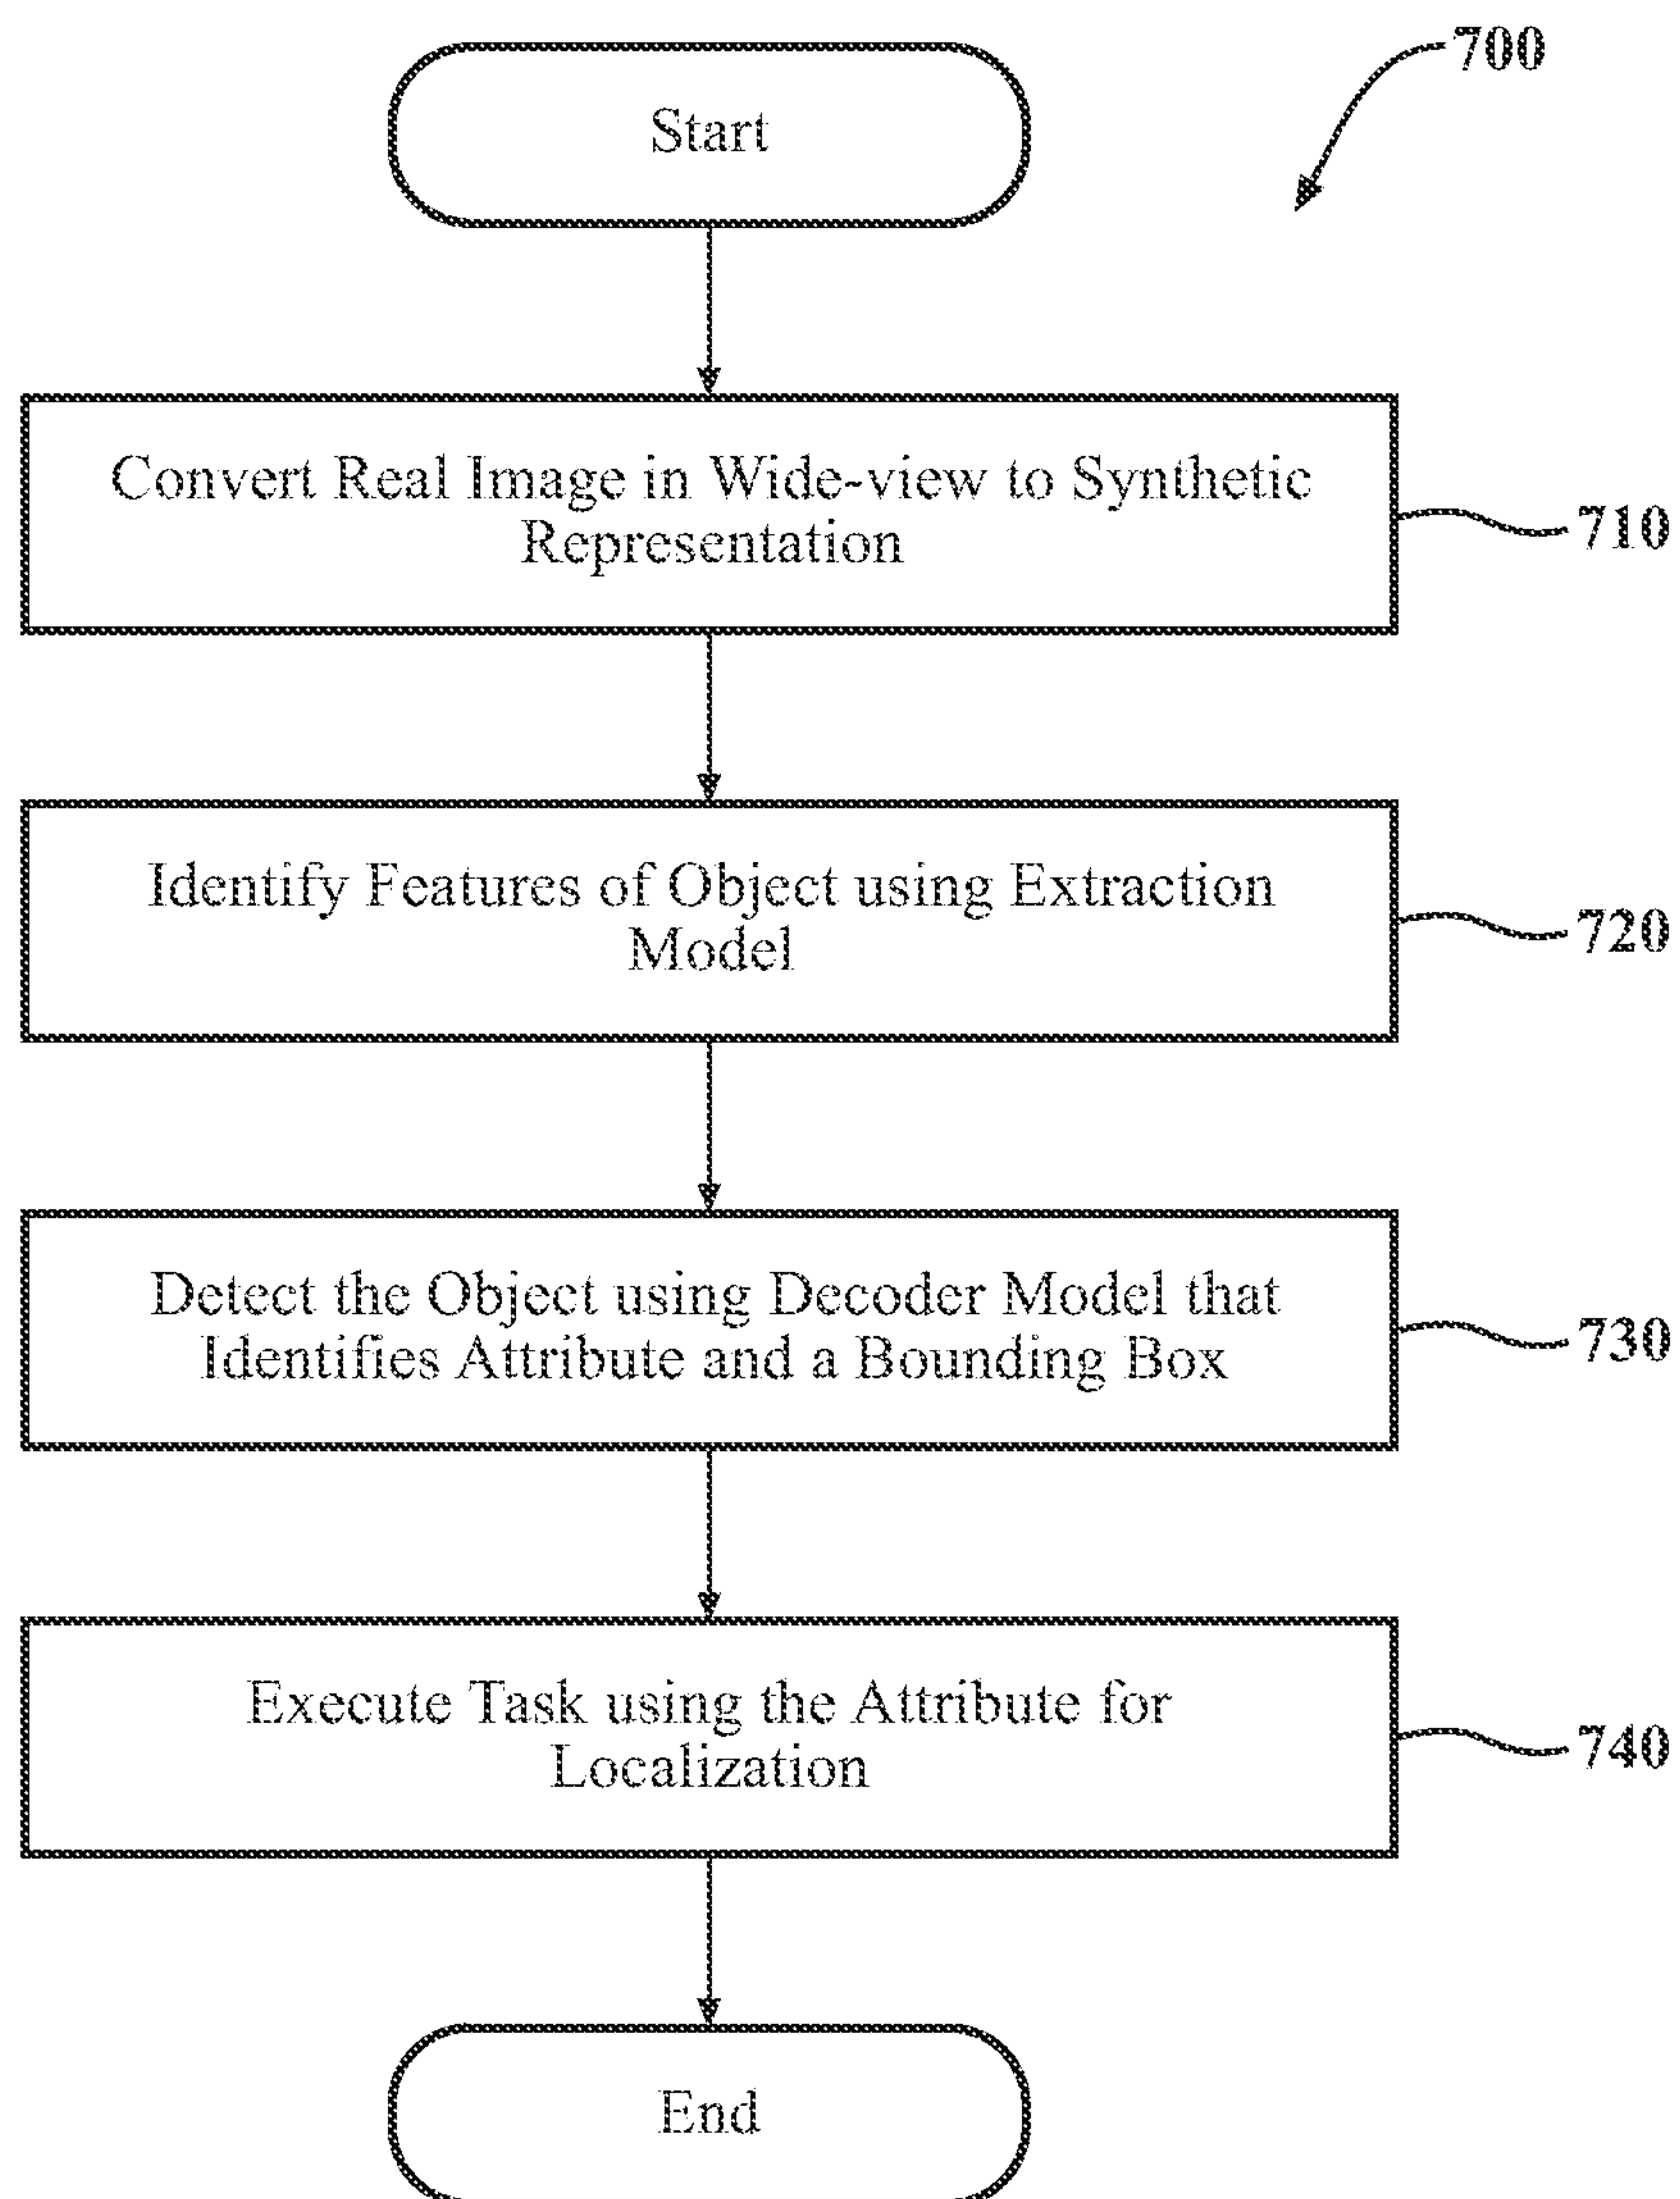 700
Start
Convert Real Image in Wide-view to Synthetic
Representation
710
Identify Features of Object using Extraction
Model
720
Detect the Object using Decoder Model that
Identifies Attribute and a Bounding Box
730
Execute Task using the Attribute for
Localization
740
End